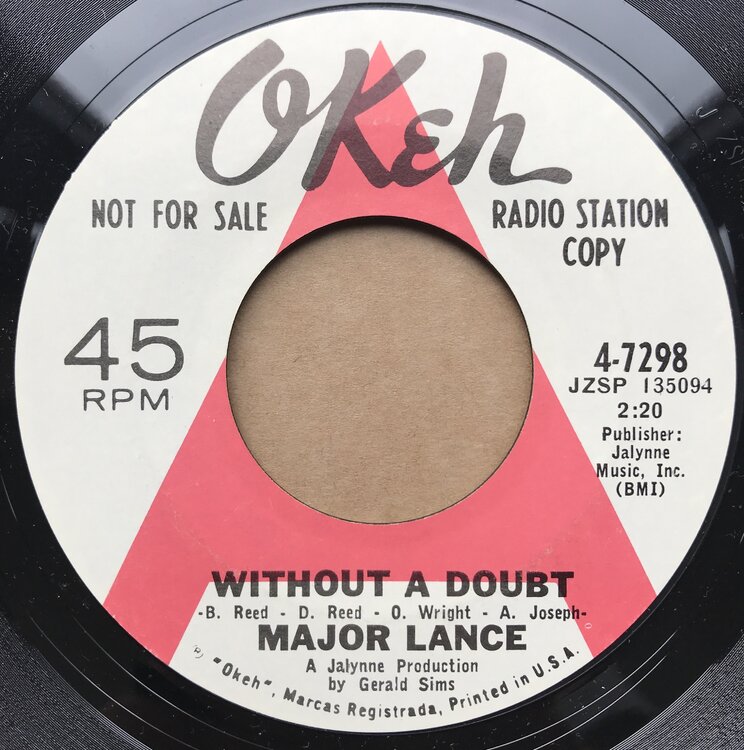 OKeh
NOT FOR SALE
RADIO STATION
COPY
45
RPM
4-7298
JZSP 135094
2:20
Publisher:
Jalynne
Music, Inc.
(BMI)
WITHOUT A DOUBT
-B. Reed - D. Reed - O. Wright - A. Joseph-
MAJOR LANCE
A Jalynne Production
by Gerald Sims
"Okeh", Marcas Registrada, Printed in U.S.A.